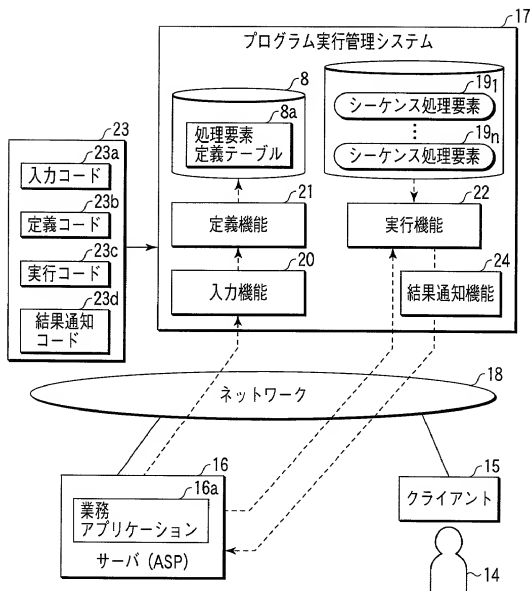 17
プログラム実行管理システム
8
8a
処理要素
定義テーブル
19₁
シーケンス処理要素
19ₙ
シーケンス処理要素
23
23a
入力コード
23b
定義コード
23c
実行コード
23d
結果通知
コード
21
定義機能
22
実行機能
20
入力機能
24
結果通知機能
18
ネットワーク
16
16a
業務
アプリケーション
サーバ(ASP)
15
クライアント
14